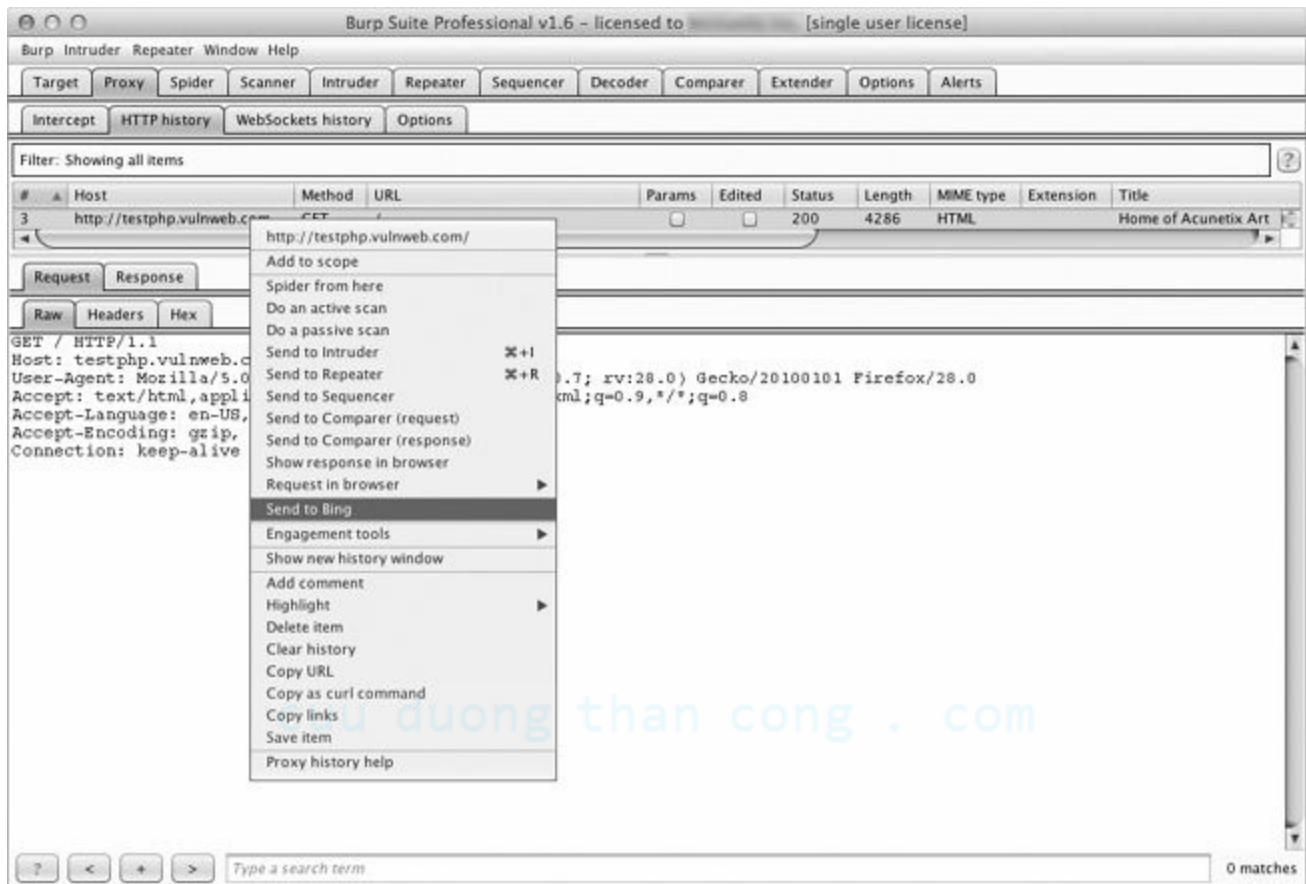 Burp Suite Professional v1.6 - licensed to [single user license]
Burp Intruder Repeater Window Help
Target Proxy Spider Scanner Intruder Repeater Sequencer Decoder Comparer Extender Options Alerts
Intercept HTTP history WebSockets history Options
Filter: Showing all items ?
# Host Method URL Params Edited Status Length MIME type Extension Title
3 http://testphp.vulnweb.com GET / 200 4286 HTML Home of Acunetix Art
Request Response
Raw Headers Hex
GET / HTTP/1.1
Host: testphp.vulnweb.c
User-Agent: Mozilla/5.0 .7; rv:28.0) Gecko/20100101 Firefox/28.0
Accept: text/html,appli ml;q=0.9,*/*;q=0.8
Accept-Language: en-US,
Accept-Encoding: gzip,
Connection: keep-alive
http://testphp.vulnweb.com/
Add to scope
Spider from here
Do an active scan
Do a passive scan
Send to Intruder ⌘+I
Send to Repeater ⌘+R
Send to Sequencer
Send to Comparer (request)
Send to Comparer (response)
Show response in browser
Request in browser
Send to Bing
Engagement tools
Show new history window
Add comment
Highlight
Delete item
Clear history
Copy URL
Copy as curl command
Copy links
Save item
Proxy history help
cuu duong than cong . com
? < + > Type a search term 0 matches